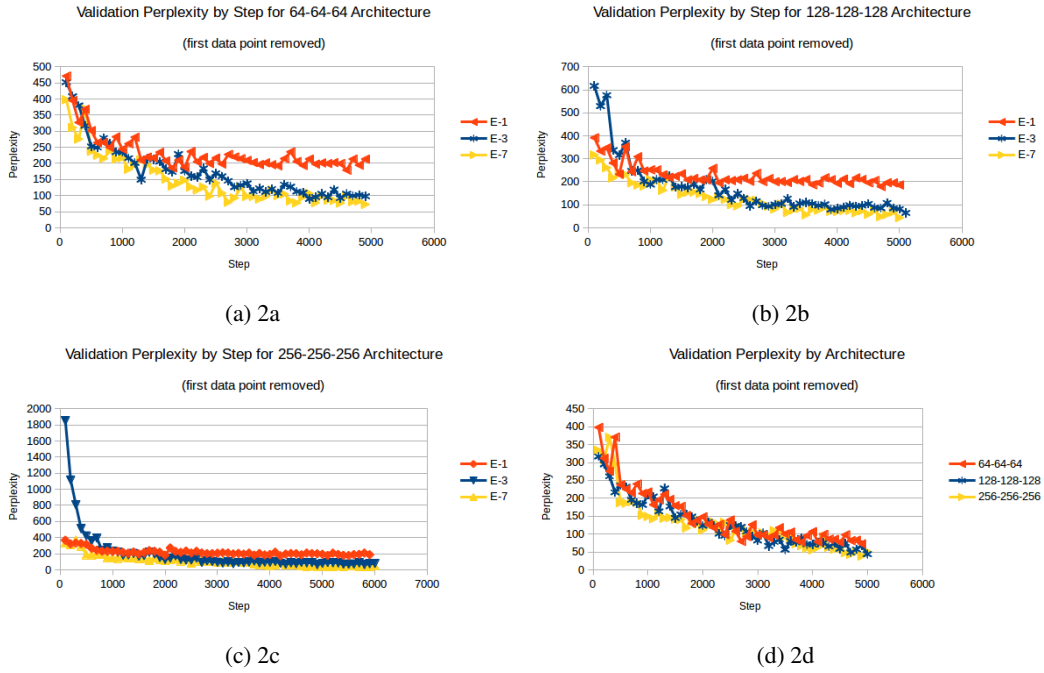 Validation Perplexity by Step for 64-64-64 Architecture
(first data point removed)
500
450
400
350
300
250
200
150
100
50
0
Perplexity
0 1000 2000 3000 4000 5000 6000
Step
E-1
E-3
E-7
(a) 2a
Validation Perplexity by Step for 128-128-128 Architecture
(first data point removed)
700
600
500
400
300
200
100
0
Perplexity
0 1000 2000 3000 4000 5000 6000
Step
E-1
E-3
E-7
(b) 2b
Validation Perplexity by Step for 256-256-256 Architecture
(first data point removed)
2000
1800
1600
1400
1200
1000
800
600
400
200
0
Perplexity
0 1000 2000 3000 4000 5000 6000 7000
Step
E-1
E-3
E-7
(c) 2c
Validation Perplexity by Architecture
(first data point removed)
450
400
350
300
250
200
150
100
50
0
Perplexity
0 1000 2000 3000 4000 5000 6000
Step
64-64-64
128-128-128
256-256-256
(d) 2d